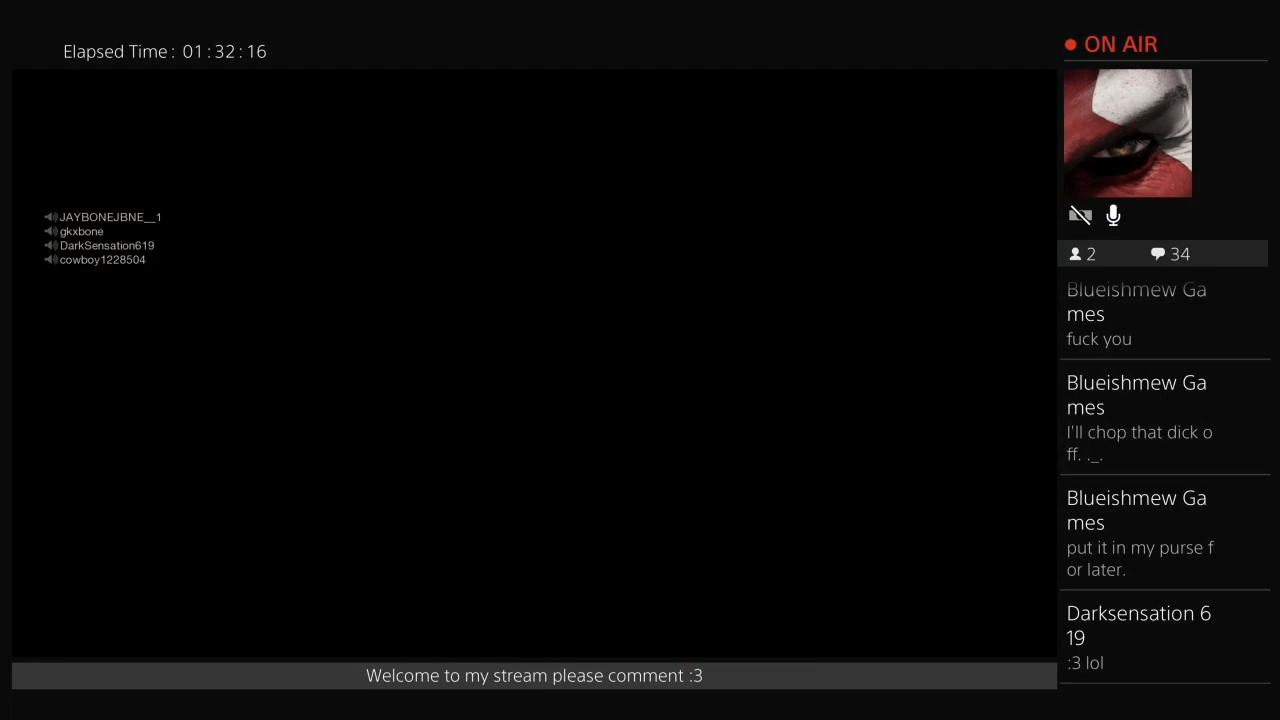 Elapsed Time : 01 : 32 : 16
ON AIR
JAYBONEJBNE__1
gkxbone
DarkSensation619
cowboy1228504
2 34
Blueishmew Ga
mes
fuck you
Blueishmew Ga
mes
I'll chop that dick o
ff. ._.
Blueishmew Ga
mes
put it in my purse f
or later.
Darksensation 6
19
:3 lol
Welcome to my stream please comment :3